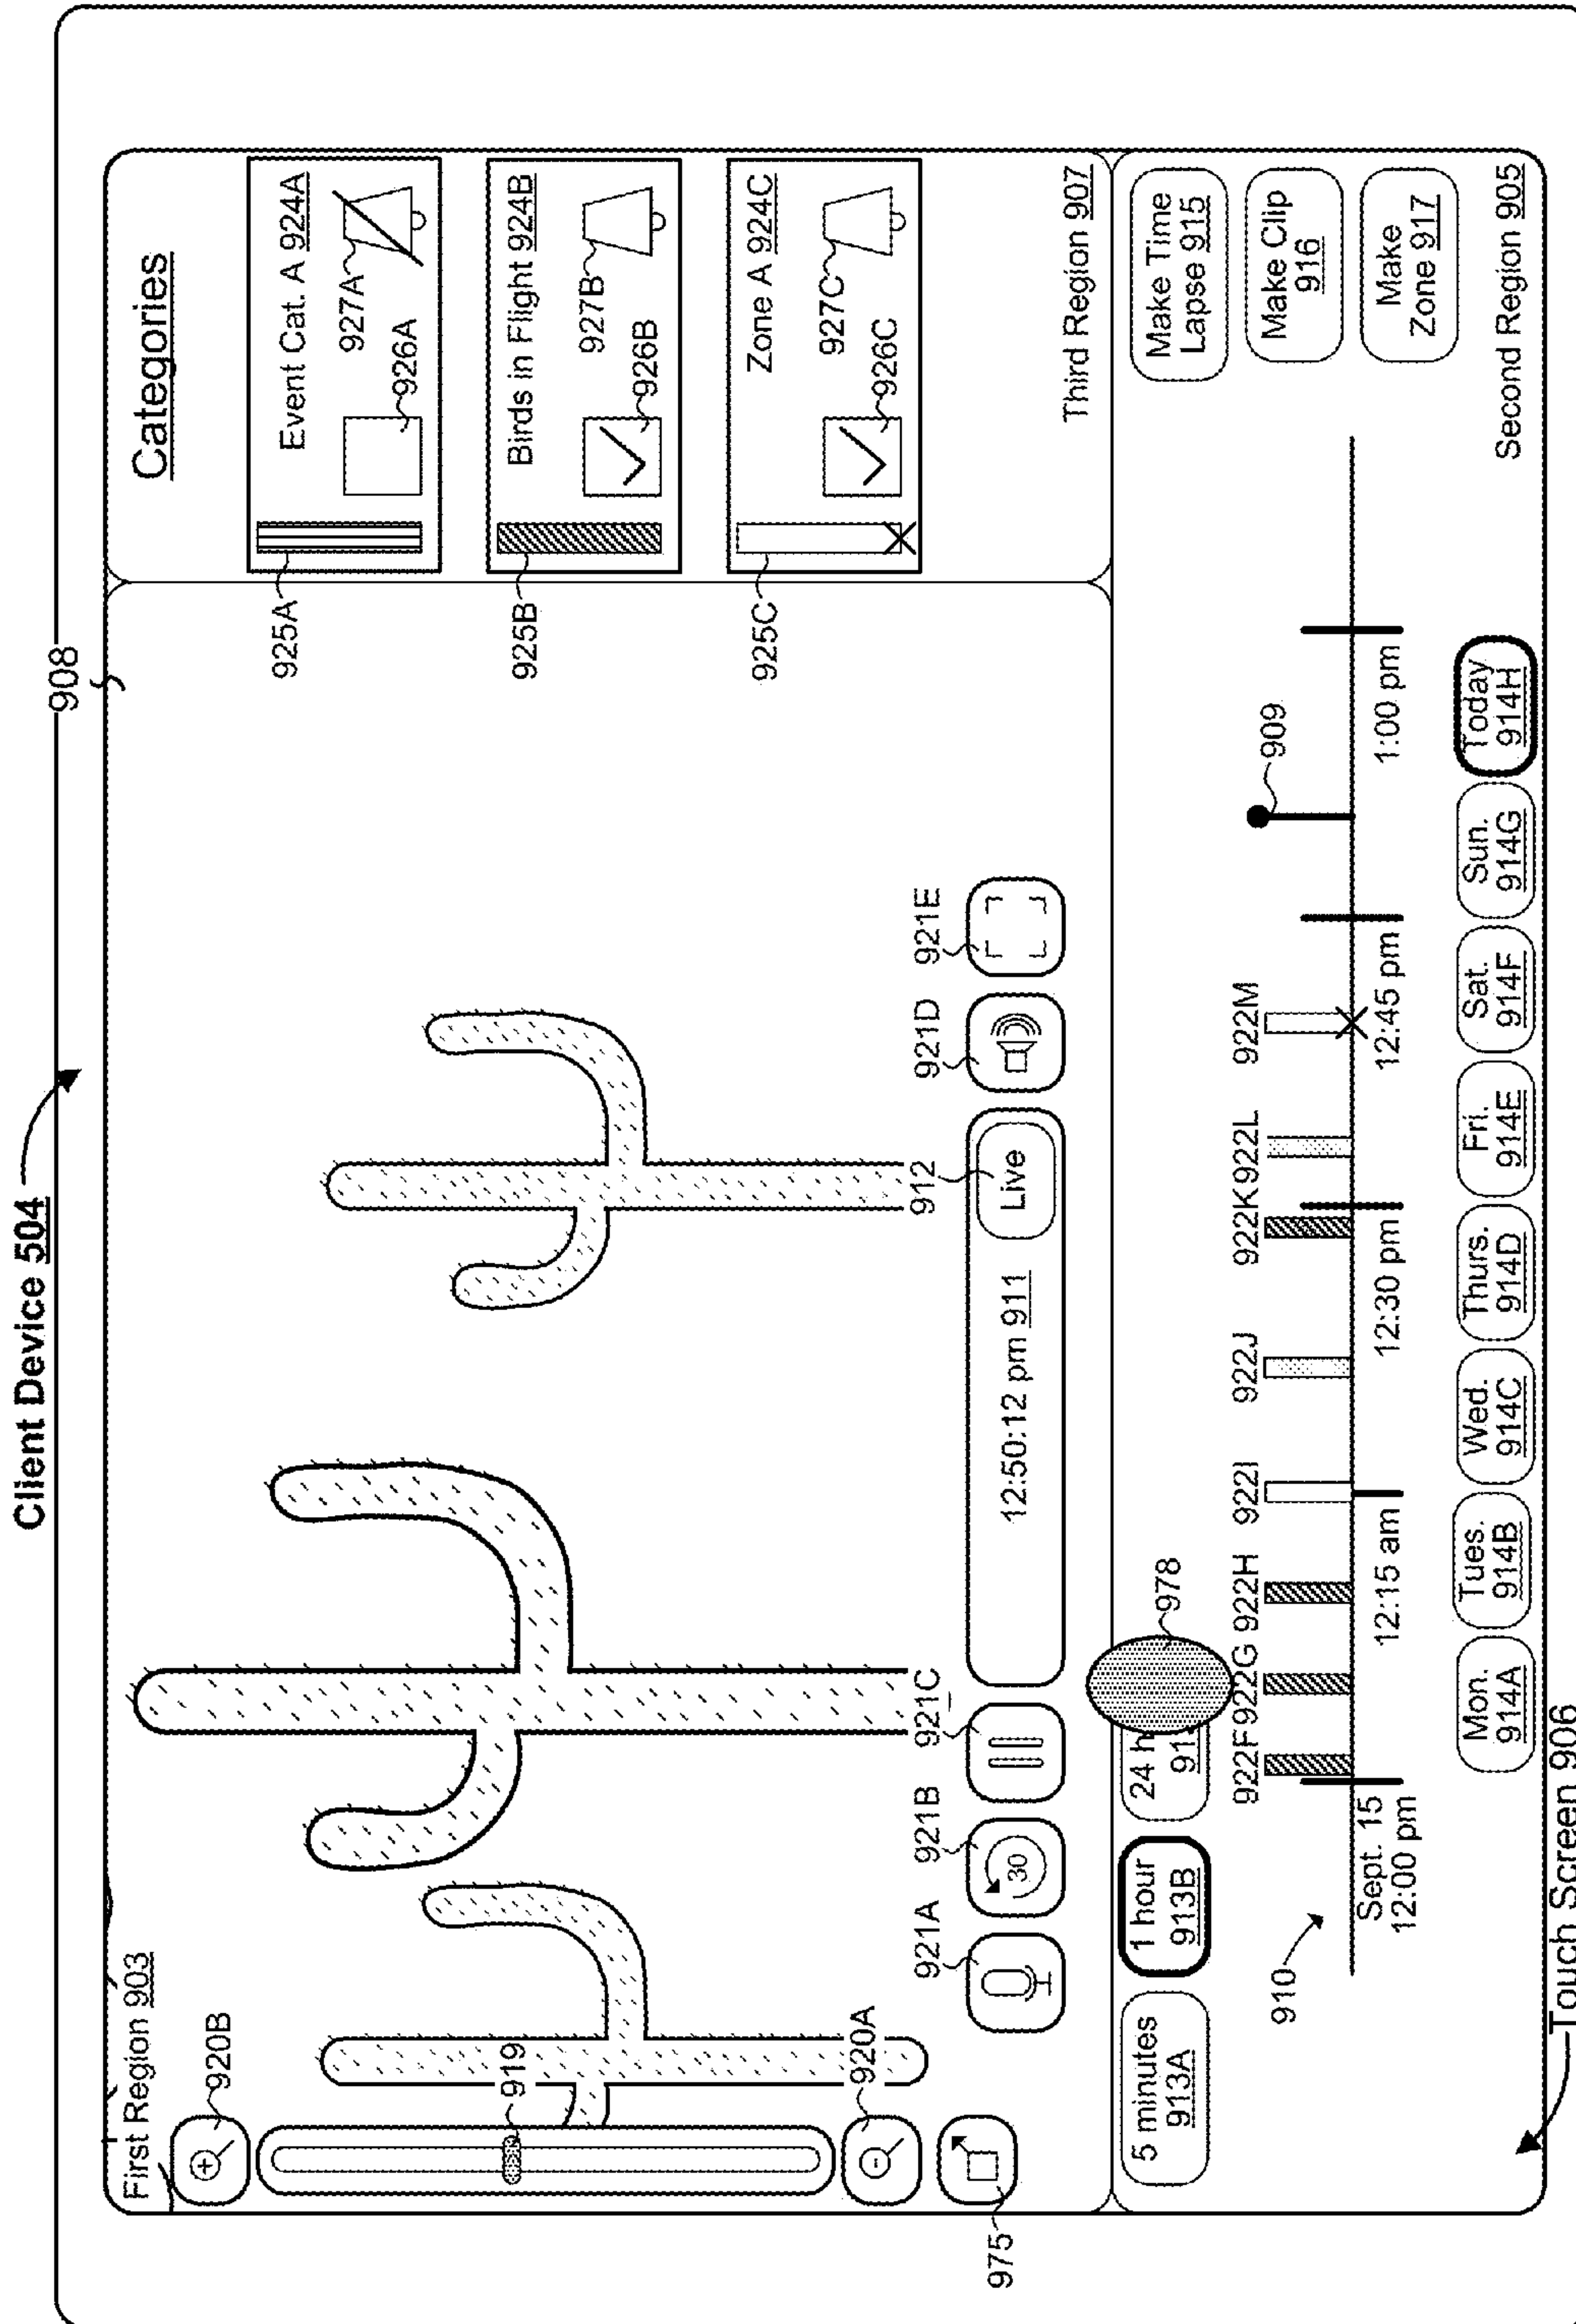 Client Device 504
908
First Region 903
920B
919
920A
975
921A
921B
30
921C
12:50:12 pm 911
Live
912
921D
921E
Categories
Event Cat. A 924A
925A
926A
927A
Birds in Flight 924B
925B
926B
927B
Zone A 924C
925C
926C
927C
Third Region 907
5 minutes
913A
1 hour
913B
24 h
91
978
Make Time
Lapse 915
Make Clip
916
Make
Zone 917
910
922F
922G
922H
922I
922J
922K
922L
922M
909
Sept. 15
12:00 pm
12:15 am
12:30 pm
12:45 pm
1:00 pm
Mon.
914A
Tues.
914B
Wed.
914C
Thurs.
914D
Fri.
914E
Sat.
914F
Sun.
914G
Today
914H
Second Region 905
Touch Screen 906